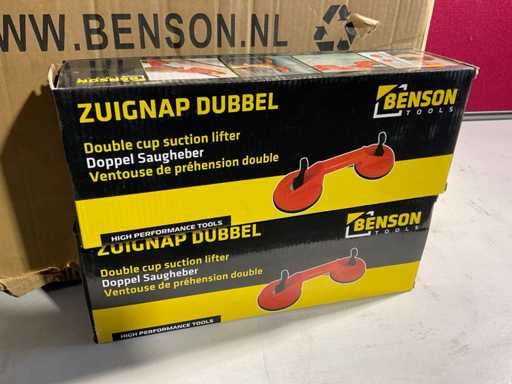 WWW.BENSON.NL
ZUIGNAP DUBBEL
BENSON
TOOLS
Double cup suction lifter
Doppel Saugheber
Ventouse de préhension double
HIGH PERFORMANCE TOOLS
ZUIGNAP DUBBEL
BENSON
TOOLS
Double cup suction lifter
Doppel Saugheber
Ventouse de préhension double
HIGH PERFORMANCE TOOLS